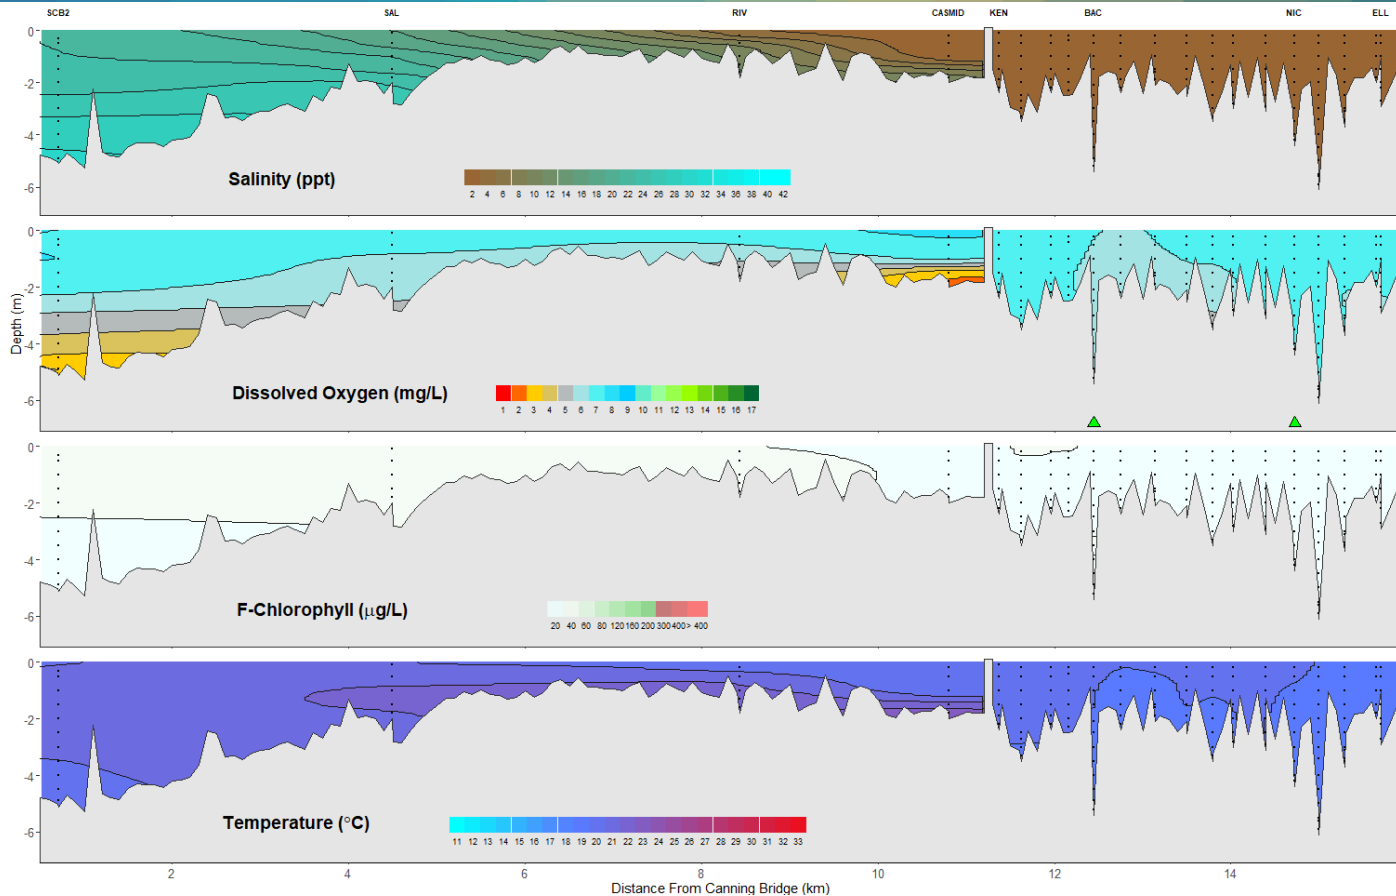 SCB2 SAL RIV CASMID KEN BAC NIC ELL
0
-2
-4
-6
Salinity (ppt)
2 4 6 8 10 12 14 16 18 20 22 24 26 28 30 32 34 36 38 40 42
Depth (m)
0
-2
-4
-6
Dissolved Oxygen (mg/L)
1 2 3 4 5 6 7 8 9 10 11 12 13 14 15 16 17
0
-2
-4
-6
F-Chlorophyll (μg/L)
20 40 60 80 120 160 200 300 400 > 400
0
-2
-4
-6
Temperature (°C)
11 12 13 14 15 16 17 18 19 20 21 22 23 24 25 26 27 28 29 30 31 32 33
2 4 6 8 10 12 14
Distance From Canning Bridge (km)